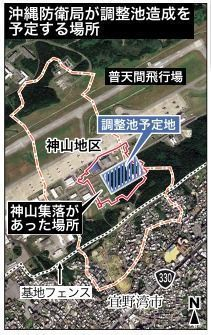 沖縄防衛局が調整池造成を
予定する場所
普天間飛行場
調整池予定地
神山地区
神山集落が
あった場所
330
基地フェンス
宜野湾市
N